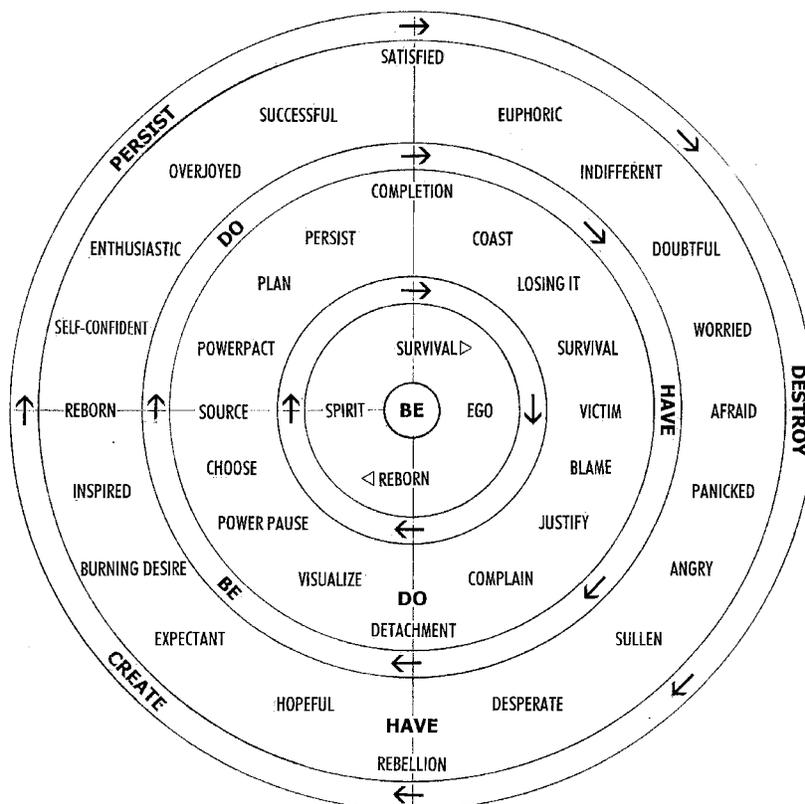 SATISFIED
SUCCESSFUL
EUPHORIC
PERSIST
OVERJOYED
INDIFFERENT
COMPLETION
DO
PERSIST
COAST
ENTHUSIASTIC
DOUBTFUL
PLAN
LOSING IT
SELF-CONFIDENT
WORRIED
POWERPACT
SURVIVAL
SURVIVAL
REBORN
SOURCE
SPIRIT
BE
EGO
VICTIM
HAVE
AFRAID
DESTROY
CHOOSE
REBORN
BLAME
INSPIRED
PANICKED
POWER PAUSE
JUSTIFY
BURNING DESIRE
BE
VISUALIZE
COMPLAIN
ANGRY
DO
DETACHMENT
EXPECTANT
SULLEN
CREATE
HOPEFUL
DESPERATE
HAVE
REBELLION